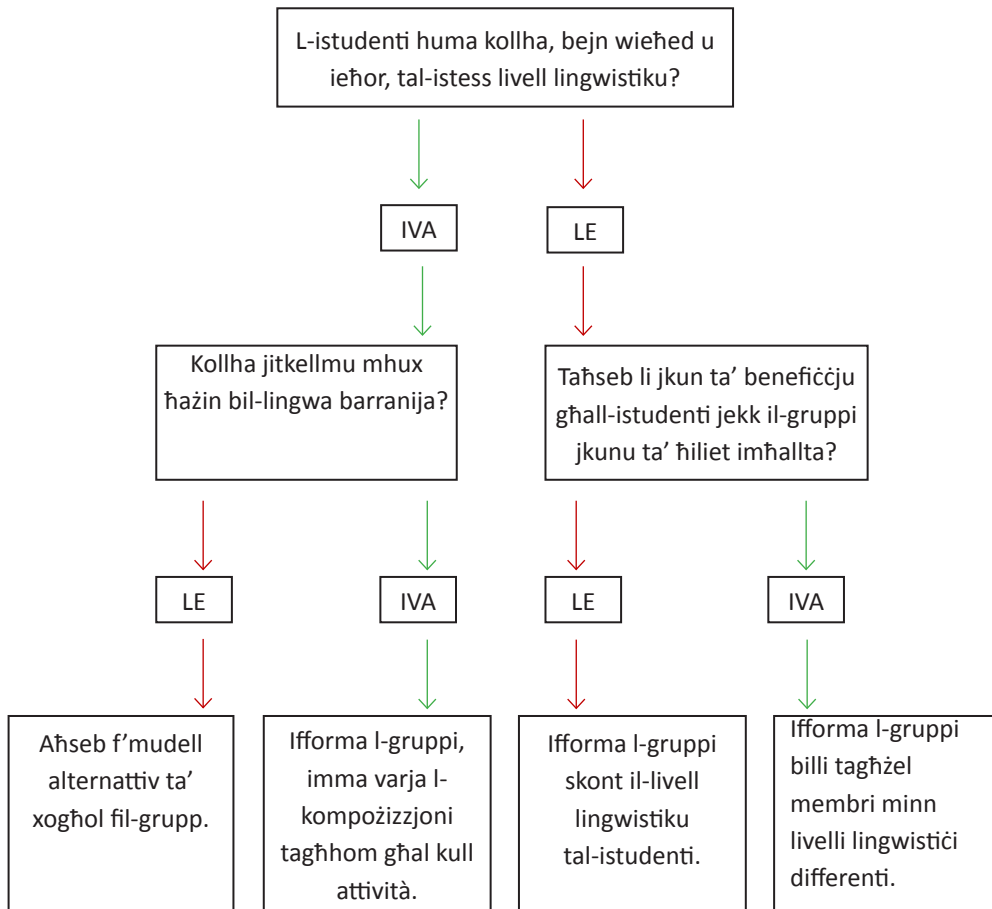 L-istudenti huma kollha, bejn wieħed u
ieħor, tal-istess livell lingwistiku?
IVA
LE
Kollha jitkellmu mhux
ħażin bil-lingwa barranija?
Taħseb li jkun ta’ benefiċċju
għall-istudenti jekk il-gruppi
jkunu ta’ ħiliet imħallta?
LE
IVA
LE
IVA
Aħseb f’mudell
alternattiv ta’
xogħol fil-grupp.
Ifforma l-gruppi,
imma varja l-
kompożizzjoni
tagħhom għal kull
attività.
Ifforma l-gruppi
skont il-livell
lingwistiku
tal-istudenti.
Ifforma l-gruppi
billi tagħżel
membri minn
livelli lingwistiċi
differenti.